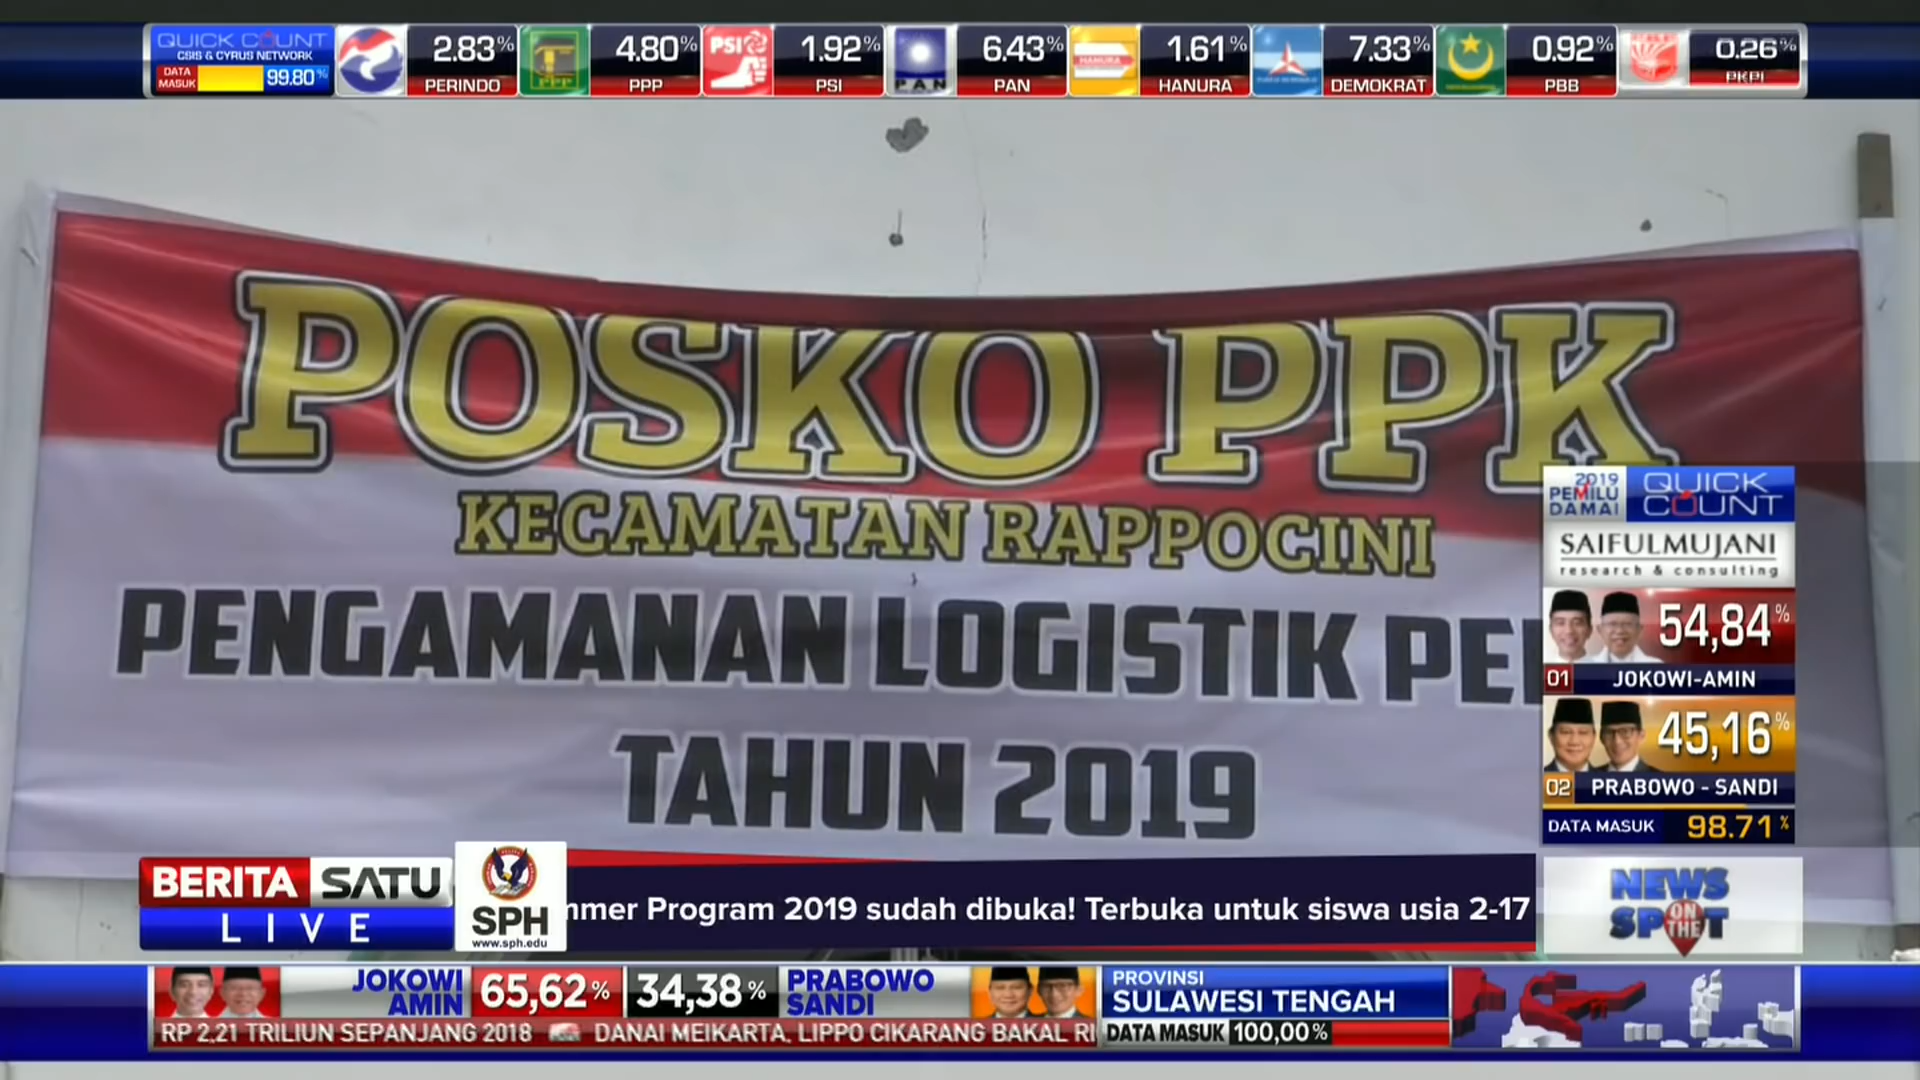 QUICK COUNT
CSIS & CYRUS NETWORK
DATA MASUK 99.80%
2.83% PERINDO
PPP
4.80% PPP
PSI
1.92% PSI
PAN
6.43% PAN
HANURA
1.61% HANURA
7.33% DEMOKRAT
0.92% PBB
0.26% PKPI
POSKO PPK
KECAMATAN RAPPOCINI
PENGAMANAN LOGISTIK
TAHUN 2019
2019 PEMILU DAMAI
QUICK COUNT
SAIFULMUJANI
research & consulting
54,84%
01 JOKOWI-AMIN
45,16%
02 PRABOWO - SANDI
DATA MASUK 98.71%
BERITA SATU
LIVE
SPH
www.sph.edu
mmer Program 2019 sudah dibuka! Terbuka untuk siswa usia 2-17
NEWS ON THE SPOT
JOKOWI AMIN 65,62% 34,38% PRABOWO SANDI
PROVINSI
SULAWESI TENGAH
DATA MASUK 100,00%
RP 2,21 TRILIUN SEPANJANG 2018 DANAI MEIKARTA, LIPPO CIKARANG BAKAL RI